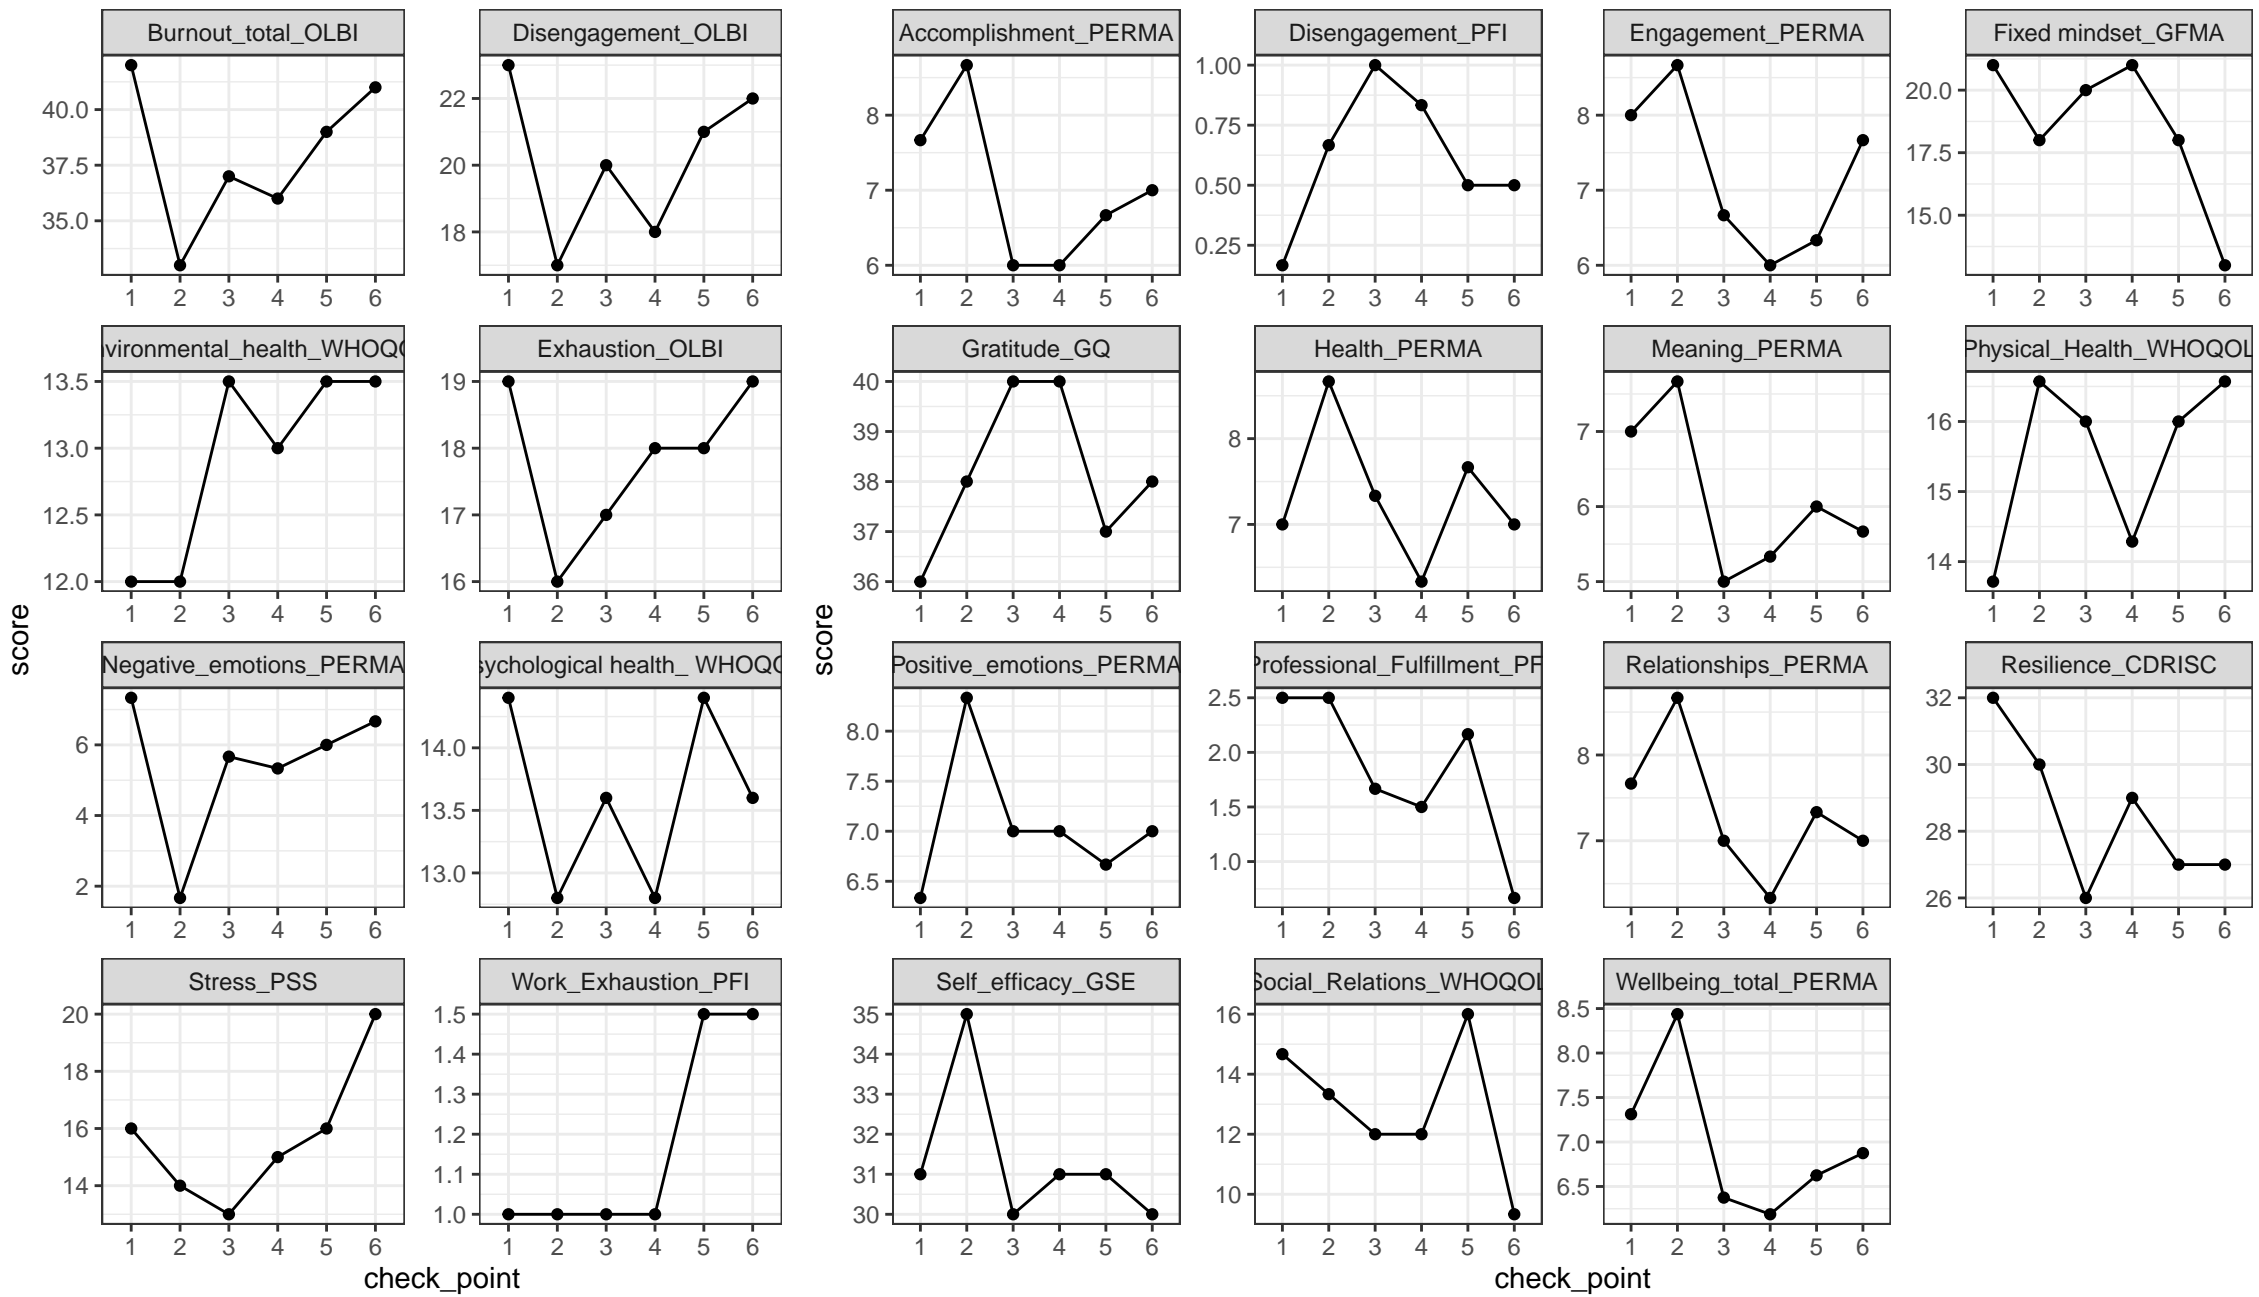 Burnout_total_OLBI
Disengagement_OLBI
Accomplishment_PERMA
Disengagement_PFI
Engagement_PERMA
Fixed mindset_GFMA
40.0
37.5
35.0
1 2 3 4 5 6
22
20
18
1 2 3 4 5 6
8
7
6
1 2 3 4 5 6
1.00
0.75
0.50
0.25
1 2 3 4 5 6
8
7
6
1 2 3 4 5 6
20.0
17.5
15.0
1 2 3 4 5 6
nvironmental_health_WHOQO
Exhaustion_OLBI
Gratitude_GQ
Health_PERMA
Meaning_PERMA
Physical_Health_WHOQOL
13.5
13.0
12.5
12.0
1 2 3 4 5 6
19
18
17
16
1 2 3 4 5 6
40
39
38
37
36
1 2 3 4 5 6
8
7
1 2 3 4 5 6
7
6
5
1 2 3 4 5 6
16
15
14
1 2 3 4 5 6
score
score
Negative_emotions_PERMA
sychological health_ WHOQO
Positive_emotions_PERMA
Professional_Fulfillment_PF
Relationships_PERMA
Resilience_CDRISC
6
4
2
1 2 3 4 5 6
14.0
13.5
13.0
1 2 3 4 5 6
8.0
7.5
7.0
6.5
1 2 3 4 5 6
2.5
2.0
1.5
1.0
1 2 3 4 5 6
8
7
1 2 3 4 5 6
32
30
28
26
1 2 3 4 5 6
Stress_PSS
Work_Exhaustion_PFI
Self_efficacy_GSE
Social_Relations_WHOQOL
Wellbeing_total_PERMA
20
18
16
14
1 2 3 4 5 6
1.5
1.4
1.3
1.2
1.1
1.0
1 2 3 4 5 6
35
34
33
32
31
30
1 2 3 4 5 6
16
14
12
10
1 2 3 4 5 6
8.5
8.0
7.5
7.0
6.5
1 2 3 4 5 6
check_point
check_point